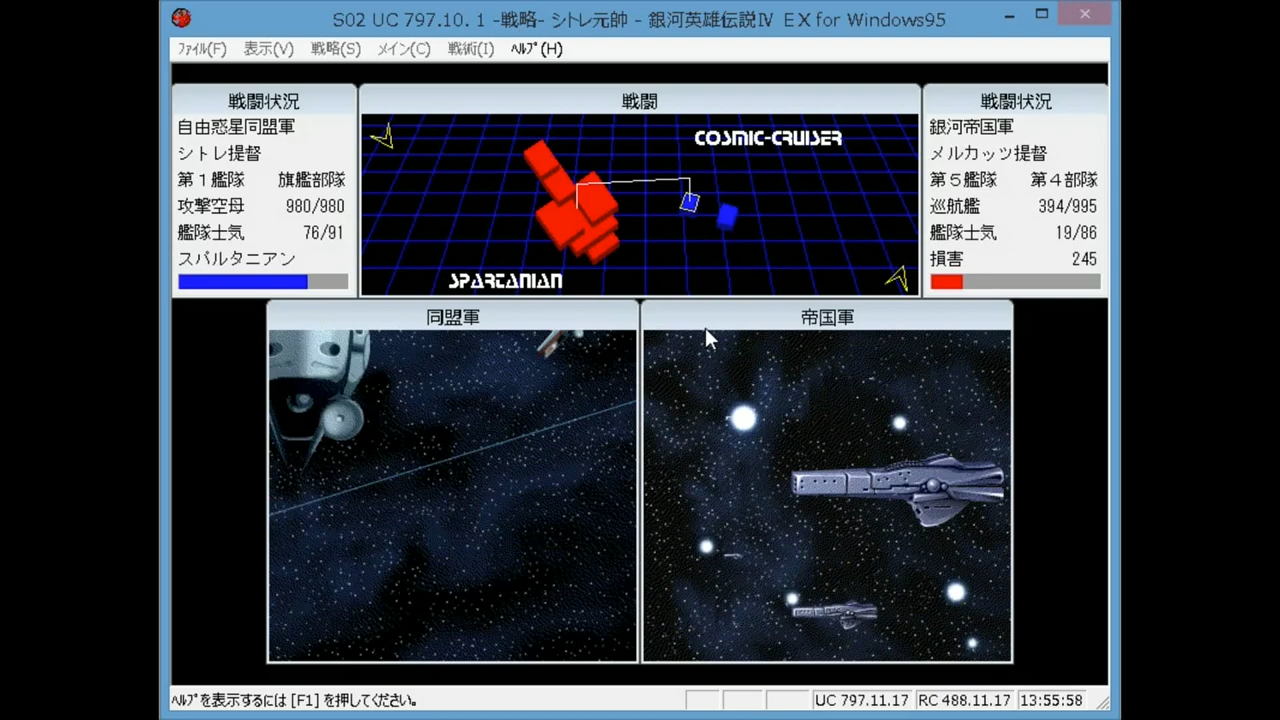 S02 UC 797.10. 1 -戦略- シトレ元帥 - 銀河英雄伝説Ⅳ EX for Windows95
ﾌｧｲﾙ(F) 表示(V) 戦略(S) メイン(C) 戦術(I) ﾍﾙﾌﾟ(H)
戦闘状況
自由惑星同盟軍
シトレ提督
第1艦隊 旗艦部隊
攻撃空母 980/980
艦隊士気 76/91
スパルタニアン
戦闘
COSMIC-CRUISER
SPARTANIAN
戦闘状況
銀河帝国軍
メルカッツ提督
第5艦隊 第4部隊
巡航艦 394/995
艦隊士気 19/86
損害 245
同盟軍
帝国軍
ﾍﾙﾌﾟを表示するには [F1] を押してください。
UC 797.11.17 RC 488.11.17 13:55:58